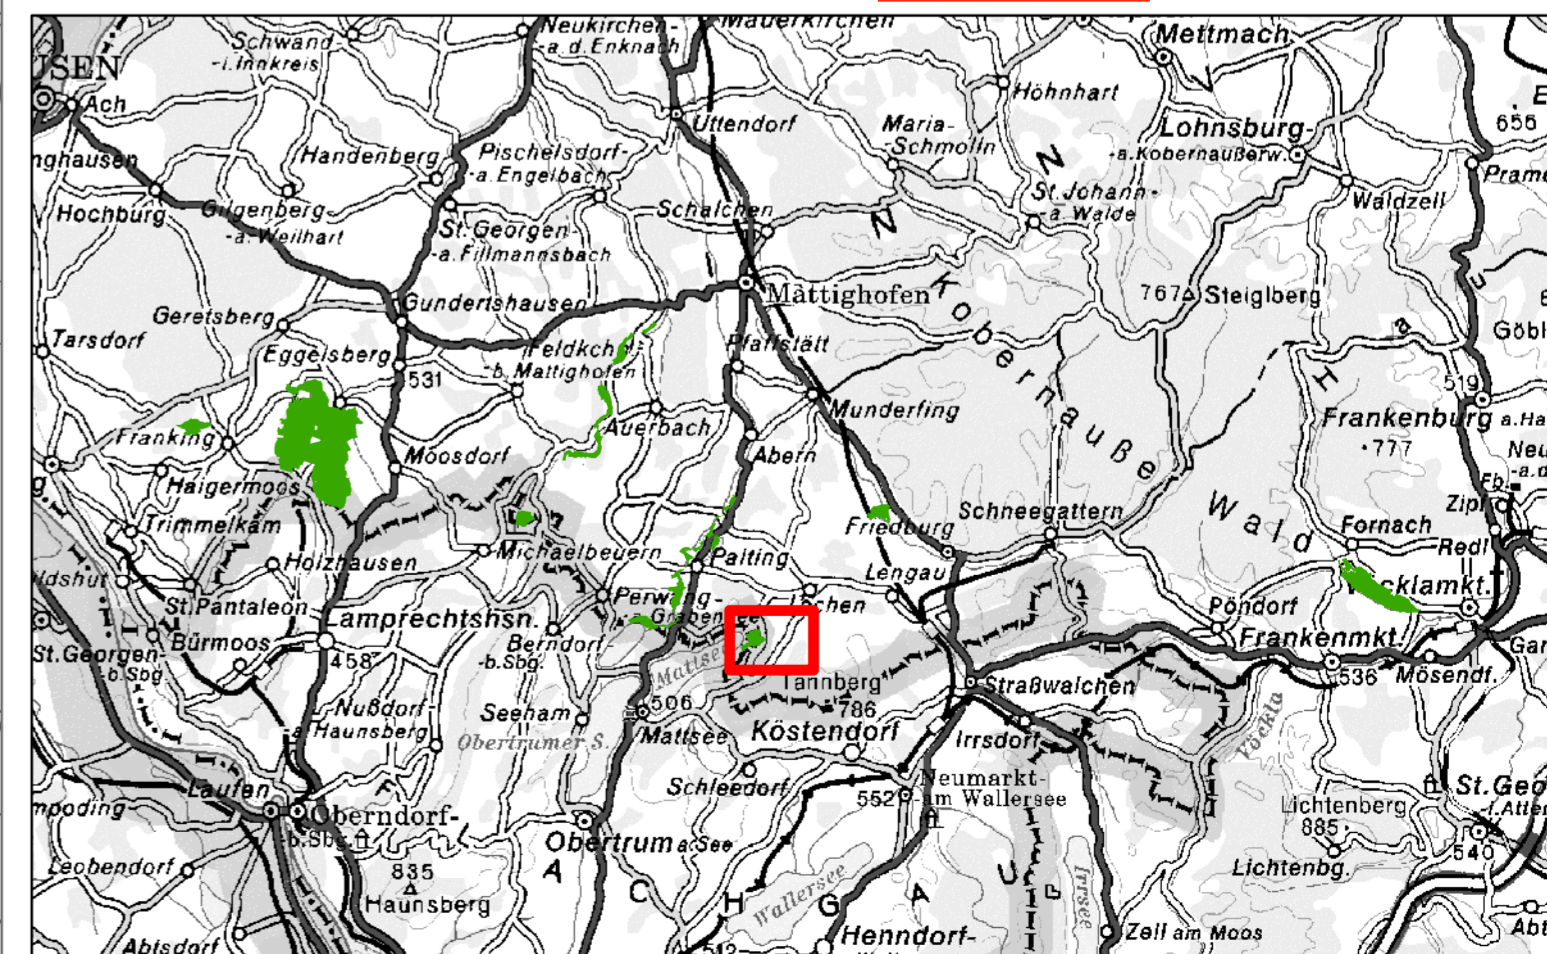 Neukirchen-
-a.d.Enknach
Mauerkirchen
Schwand
-i.Innkreis
Mettmach
Ach
Höhnhart
Uttendorf
Maria-
-Schmolln
Lohnsburg-
-a.Kobernaußerw.
656
Handenberg
Pischelsdorf-
-a.Engelbach
Hochburg
Gilgenberg-
-a.Weilhart
St.Georgen
-a.Fillmannsbach
Schalchen
St.Johann-
-a.Walde
Waldzell
Mattighofen
767
Steiglberg
Gundertshausen
Geretsberg
Tarsdorf
Eggelsberg
531
-b.Mattighofen
Pfaffstätt
Kobernaußer
Wald
519
Frankenburg
a.Ha
777
Munderfing
Auerbach
Franking
Moosdorf
Abern
Haigermoos
Trimmelkam
Friedburg
Schneegattern
Fornach
Zipf
Redl
Holzhausen
Michaelbeuern
Palting
Lengau
St.Pantaleon
Lamprechtshsn.
Bürmoos
458
St.Georgen-
-b.Sbg.
Berndorf-
-b.Sbg.
Pöndorf
Frankenmkt.
536
Mösendf.
Tannberg
786
Straßwalchen
506
Mattsee
Nußdorf-
-a.Haunsberg
Seeham
Obertrumer S.
Köstendorf
Irrsdorf
Vöckla
Schleedorf
Neumarkt-
-am Wallersee
552
Laufen
Oberndorf-
-b.Sbg.
Obertrum a.See
Lichtenberg
885
Lichtenbg.
540
Leobendorf
835
Haunsberg
Wallersee
Irrsee
Henndorf-
Zell am Moos
Abtsdorf